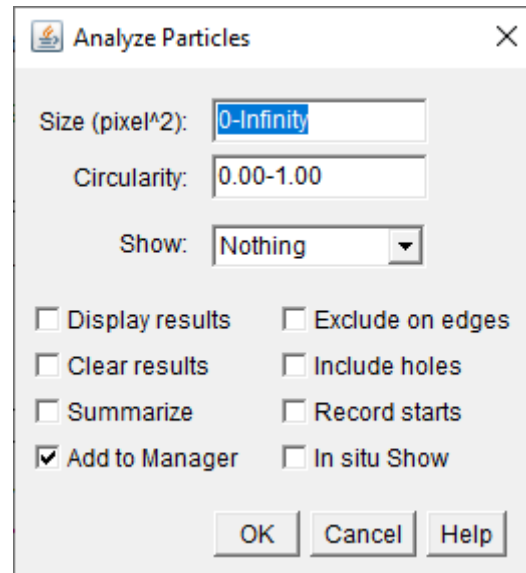 Analyze Particles
Size (pixel^2): 0-Infinity
Circularity: 0.00-1.00
Show: Nothing
Display results Exclude on edges
Clear results Include holes
Summarize Record starts
Add to Manager In situ Show
OK Cancel Help